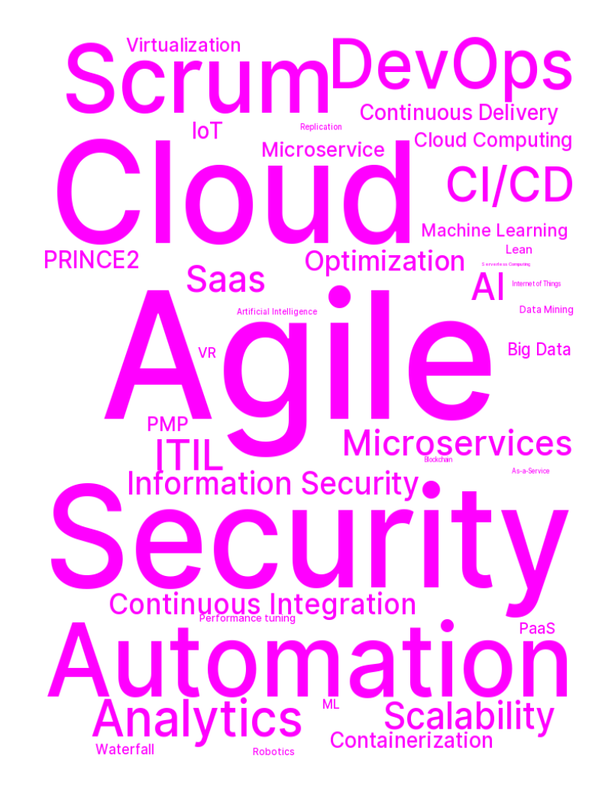 Virtualization
Scrum
DevOps
Continuous Delivery
IoT
Replication
Cloud Computing
Microservice
Cloud
CI/CD
Machine Learning
Lean
PRINCE2
Optimization
Serverless Computing
Saas
AI
Internet of Things
Artificial Intelligence
Data Mining
Agile
VR
Big Data
PMP
ITIL
Microservices
Blockchain
As-a-Service
Information Security
Security
Continuous Integration
Performance tuning
PaaS
Automation
ML
Analytics
Scalability
Containerization
Waterfall
Robotics